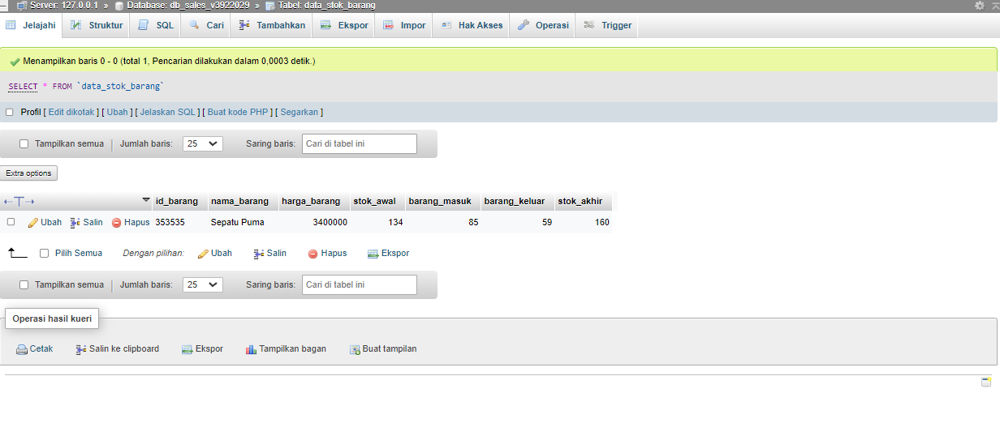 Server: 127.0.0.1 » Database: db_sales_v3922029 » Tabel: data_stok_barang
Jelajahi Struktur SQL Cari Tambahkan Ekspor Impor Hak Akses Operasi Trigger
Menampilkan baris 0 - 0 (total 1, Pencarian dilakukan dalam 0,0003 detik.)
SELECT * FROM `data_stok_barang`
Profil [ Edit dikotak ] [ Ubah ] [ Jelaskan SQL ] [ Buat kode PHP ] [ Segarkan ]
Tampilkan semua Jumlah baris: 25 Saring baris: Cari di tabel ini
Extra options
←T→ id_barang nama_barang harga_barang stok_awal barang_masuk barang_keluar stok_akhir
Ubah Salin Hapus 353535 Sepatu Puma 3400000 134 85 59 160
Pilih Semua Dengan pilihan: Ubah Salin Hapus Ekspor
Tampilkan semua Jumlah baris: 25 Saring baris: Cari di tabel ini
Operasi hasil kueri
Cetak Salin ke clipboard Ekspor Tampilkan bagan Buat tampilan